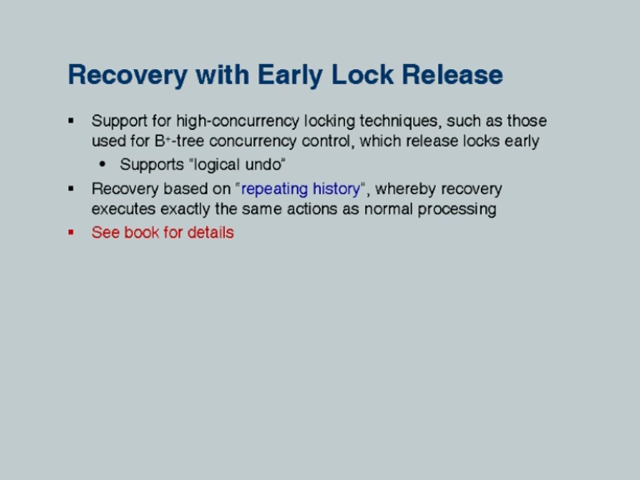 Recovery with Early Lock Release
▪ Support for high-concurrency locking techniques, such as those
used for B+-tree concurrency control, which release locks early
• Supports "logical undo"
▪ Recovery based on "repeating history", whereby recovery
executes exactly the same actions as normal processing
▪ See book for details